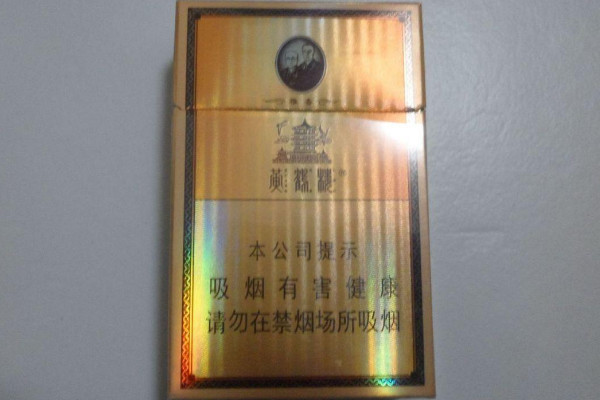 黄鹤楼
本公司提示
吸烟有害健康
请勿在禁烟场所吸烟